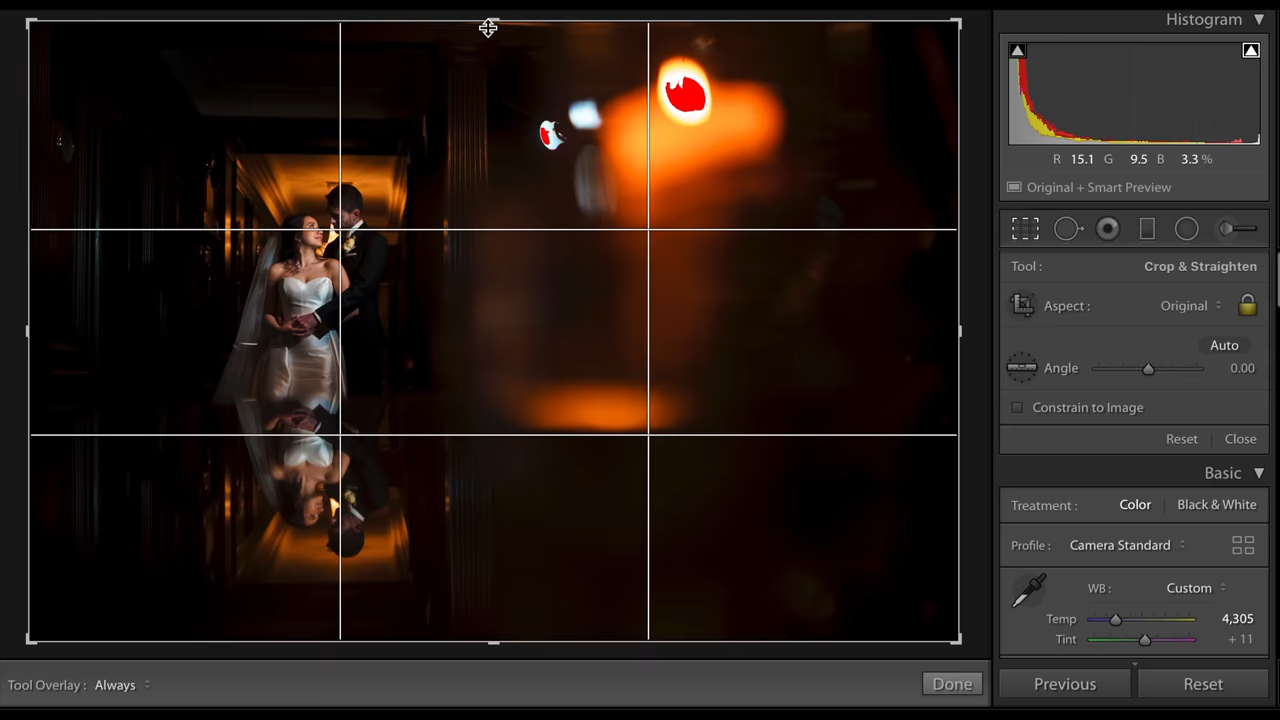 Histogram
R 15.1 G 9.5 B 3.3 %
Original + Smart Preview
Tool : Crop & Straighten
Aspect : Original
Auto
Angle 0.00
Constrain to Image
Reset Close
Basic
Treatment : Color Black & White
Profile : Camera Standard
WB : Custom
Temp 4,305
Tint + 11
Tool Overlay : Always Done Previous Reset